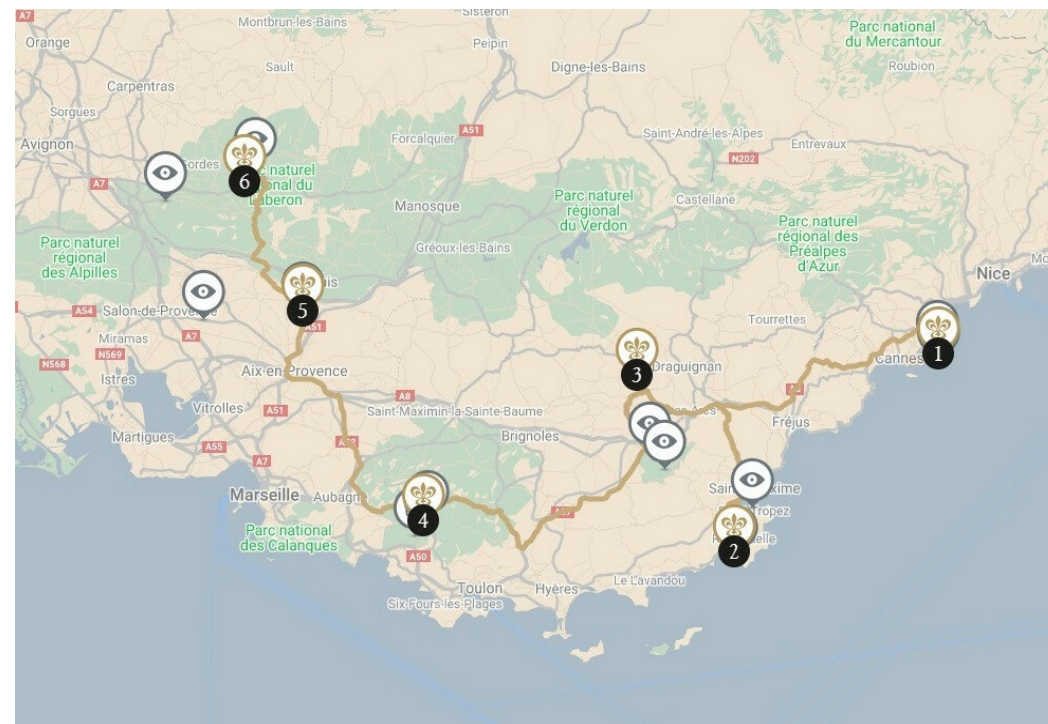 A7
Montbrun-les-Bains
Sisteron
Orange
Peipin
Parc national
du Mercantour
Sault
Digne-les-Bains
Roubion
Carpentras
Sorgues
Forcalquier
A51
Saint-André-les-Alpes
Avignon
Entrevaux
N202
A7
6
Manosque
Parc naturel
régional
du Verdon
Castellane
Parc naturel
régional des
Préalpes
d'Azur
Parc naturel
régional
des Alpilles
Gréoux-les-Bains
Nice
5
A54
A51
Tourrettes
1
Miramas
A7
N569
Cannes
N568
Aix-en-Provence
3
Draguignan
Istres
A8
Vitrolles
A51
Saint-Maximin-la-Sainte-Baume
Fréjus
Martigues
A55
Brignoles
A7
Marseille
Aubagne
4
Parc national
des Calanques
2
A50
Toulon
Hyères
Le Lavandou
Six-Fours-les-Plages